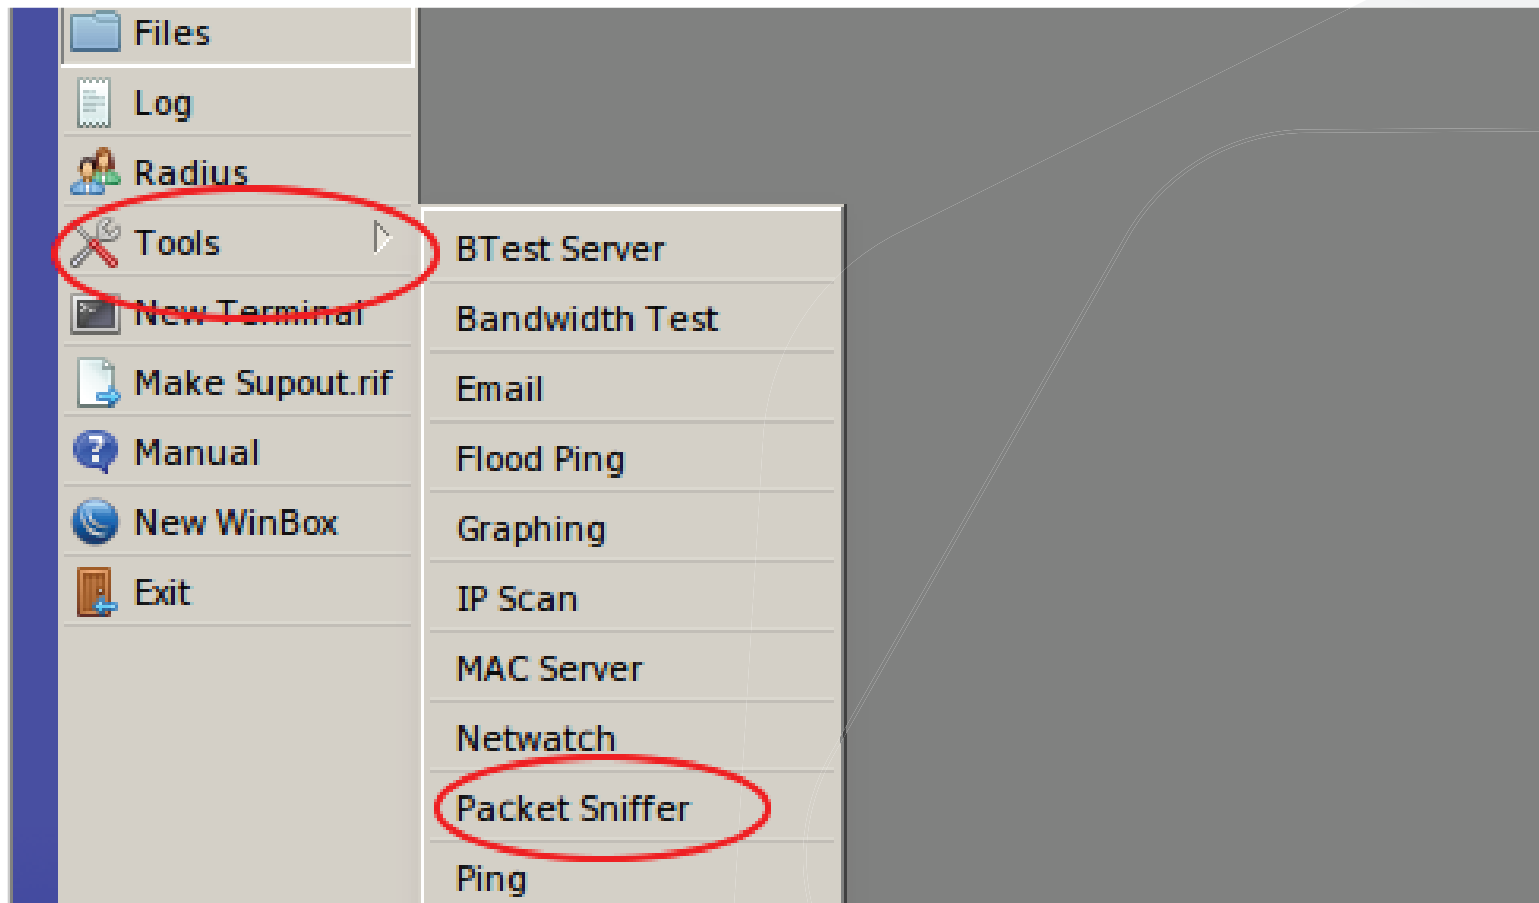 Files
Log
Radius
Tools
New Terminal
Make Supout.rif
Manual
New WinBox
Exit
BTest Server
Bandwidth Test
Email
Flood Ping
Graphing
IP Scan
MAC Server
Netwatch
Packet Sniffer
Ping